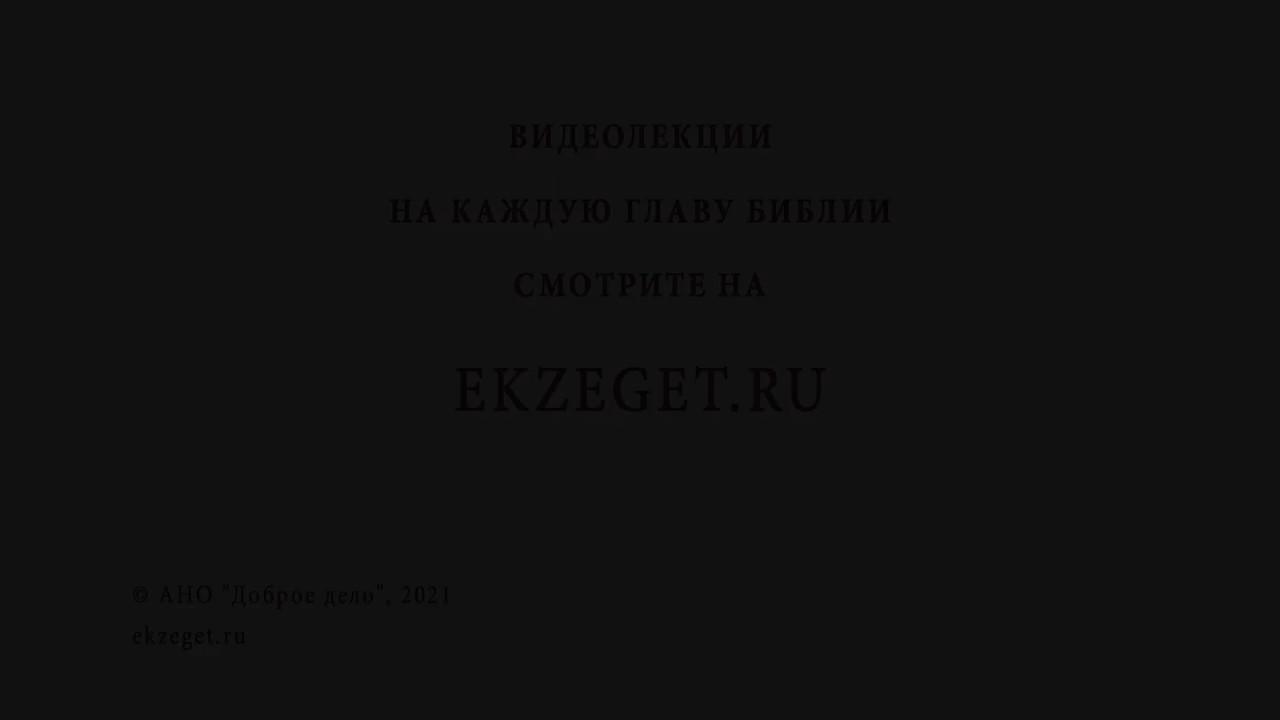 ВИДЕОЛЕКЦИИ
НА КАЖДУЮ ГЛАВУ БИБЛИИ
СМОТРИТЕ НА
EKZEGET.RU
© АНО "Доброе дело", 2021
ekzeget.ru